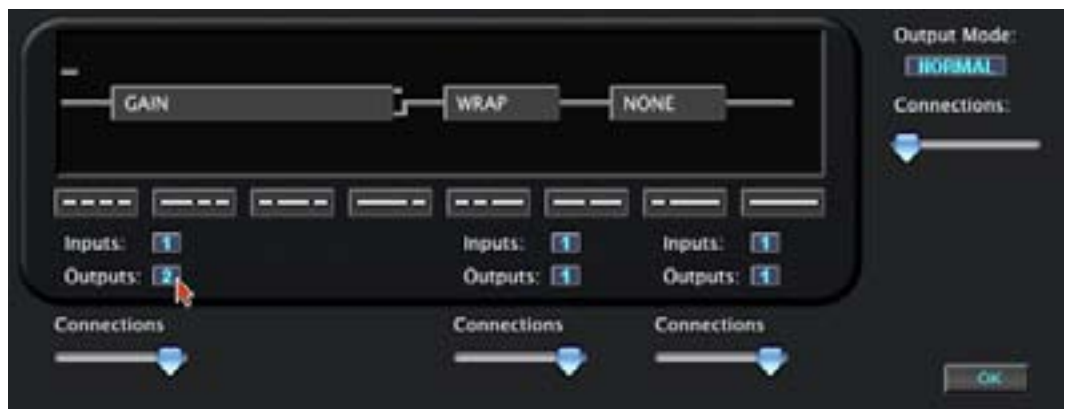 Output Mode:
NORMAL
GAIN WRAP NONE
Connections:
Inputs: 1 Inputs: 1 Inputs: 1
Outputs: 2 Outputs: 1 Outputs: 1
Connections Connections Connections
OK